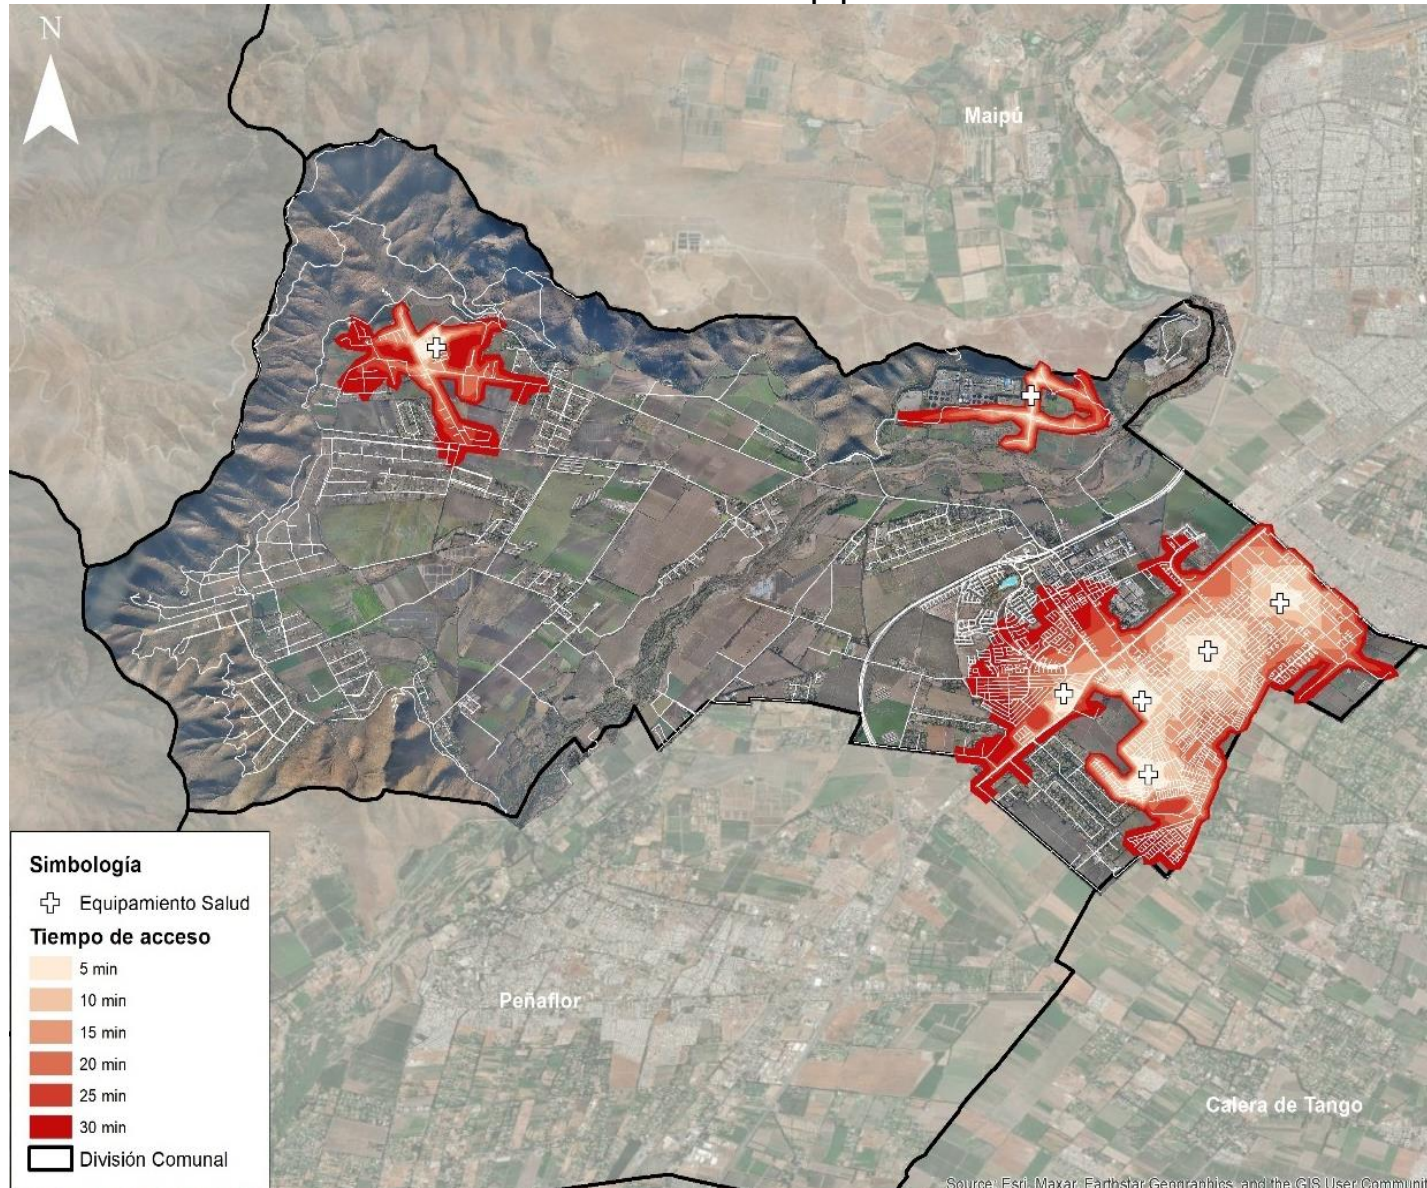 N
Maipú
Simbología
Equipamiento Salud
Tiempo de acceso
5 min
10 min
15 min
20 min
25 min
30 min
División Comunal
Peñaflor
Calera de Tango
Source: Esri, Maxar, Earthstar Geographics, and the GIS User Commun